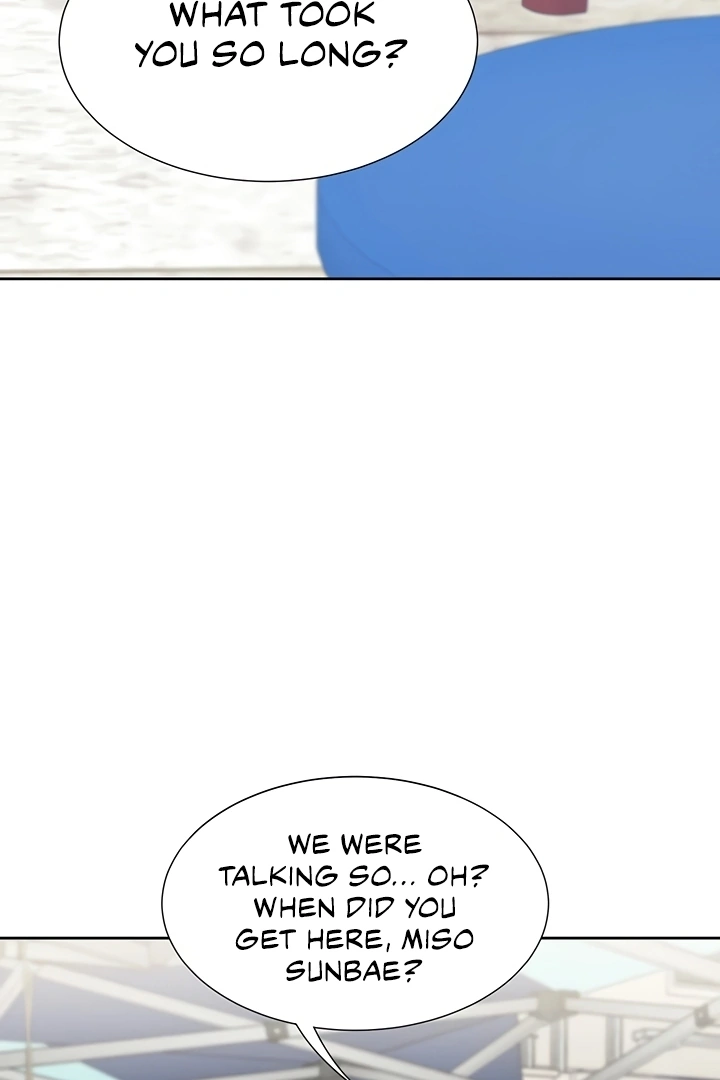 WHAT TOOK
YOU SO LONG?
WE WERE
TALKING SO... OH?
WHEN DID YOU
GET HERE, MISO
SUNBAE?